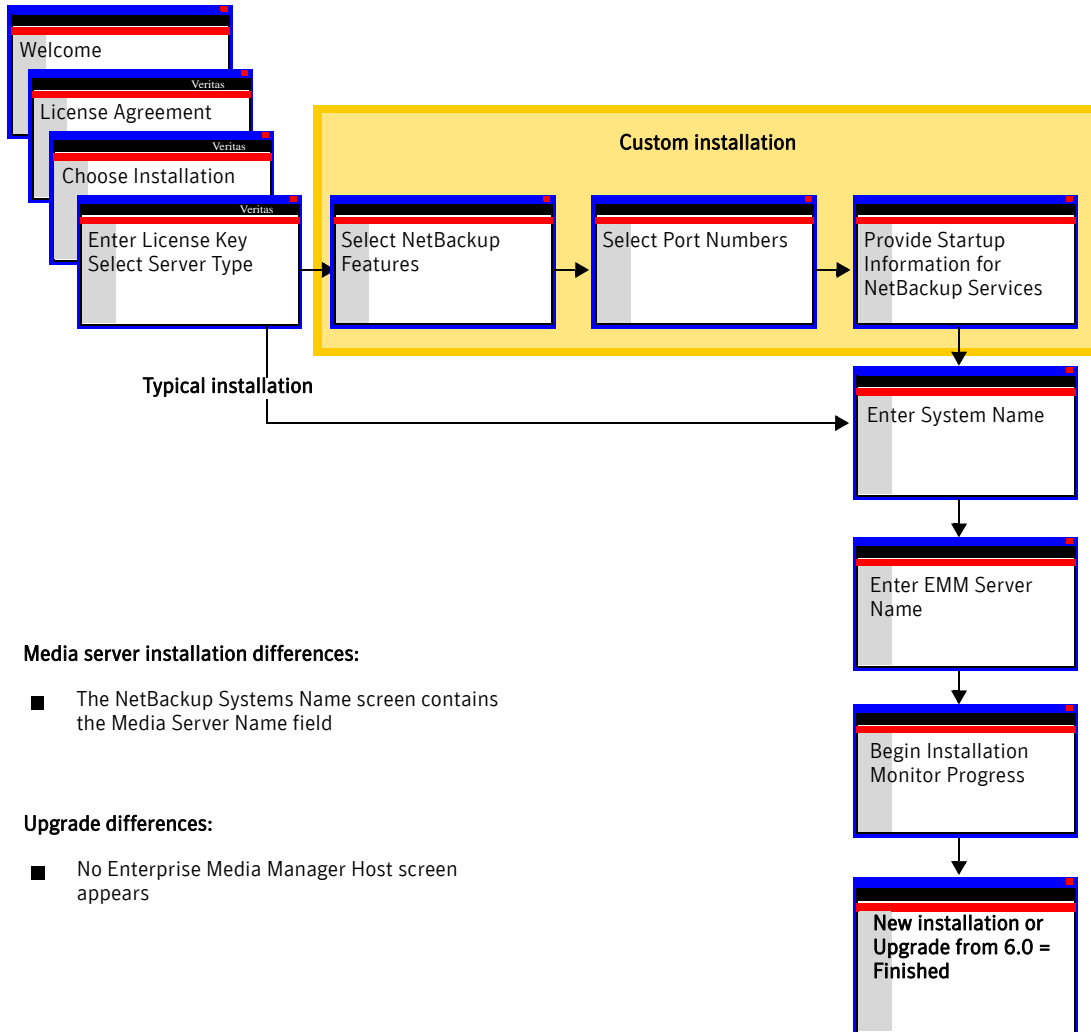 Welcome
Veritas
License Agreement
Veritas
Choose Installation
Veritas
Enter License Key
Select Server Type
Custom installation
Select NetBackup
Features
Select Port Numbers
Provide Startup
Information for
NetBackup Services
Typical installation
Enter System Name
Enter EMM Server
Name
Media server installation differences:
■ The NetBackup Systems Name screen contains
the Media Server Name field
Begin Installation
Monitor Progress
Upgrade differences:
■ No Enterprise Media Manager Host screen
appears
New installation or
Upgrade from 6.0 =
Finished